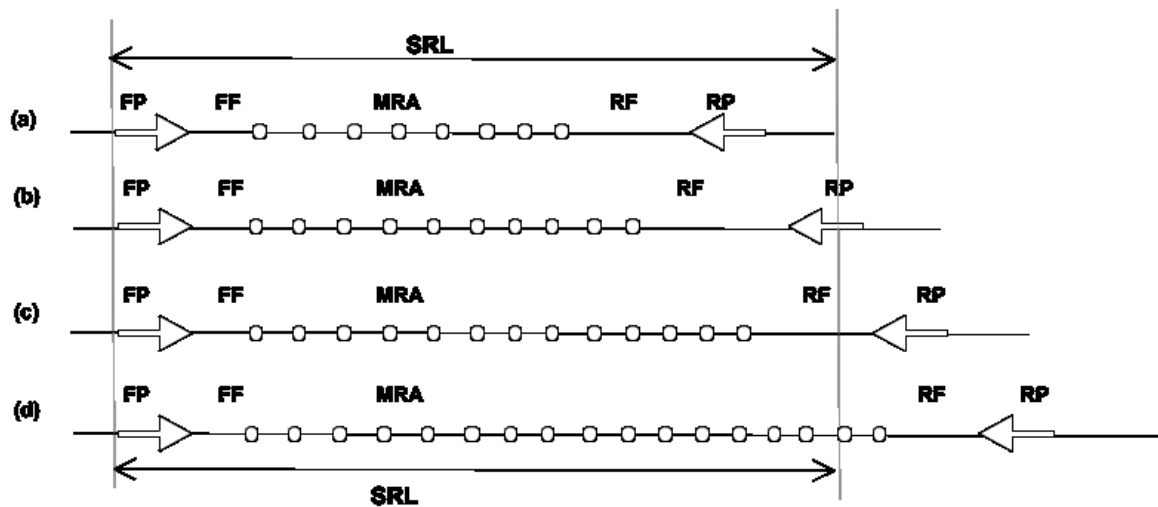 SRL
(a) FP FF MRA RF RP
(b) FP FF MRA RF RP
(c) FP FF MRA RF RP
(d) FP FF MRA RF RP
SRL